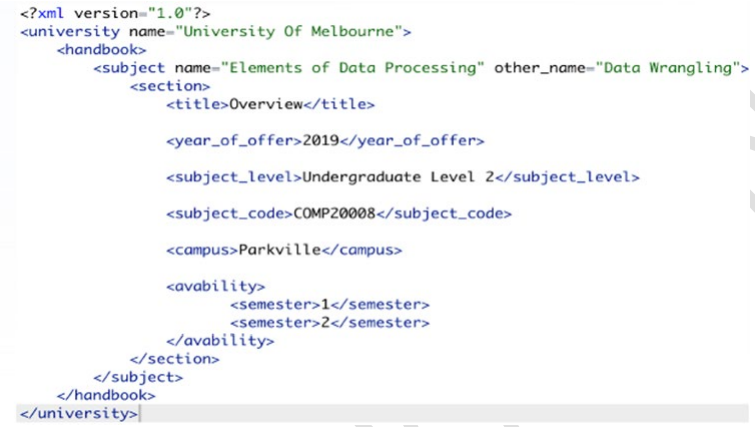 <?xml version="1.0"?>
<university name="University Of Melbourne">
<handbook>
<subject name="Elements of Data Processing" other_name="Data Wrangling">
<section>
<title>Overview</title>
<year_of_offer>2019</year_of_offer>
<subject_level>Undergraduate Level 2</subject_level>
<subject_code>COMP20008</subject_code>
<campus>Parkville</campus>
<avability>
<semester>1</semester>
<semester>2</semester>
</avability>
</section>
</subject>
</handbook>
</university>